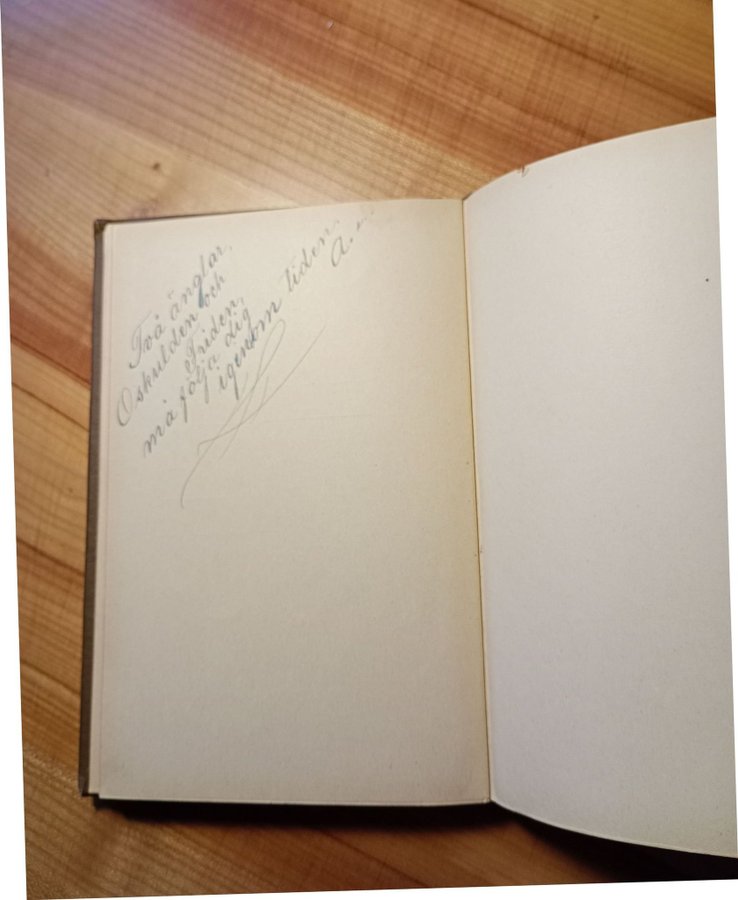 Två änglar,
Oskulden och
Friden,
må följa dig
igenom tiden.
A.